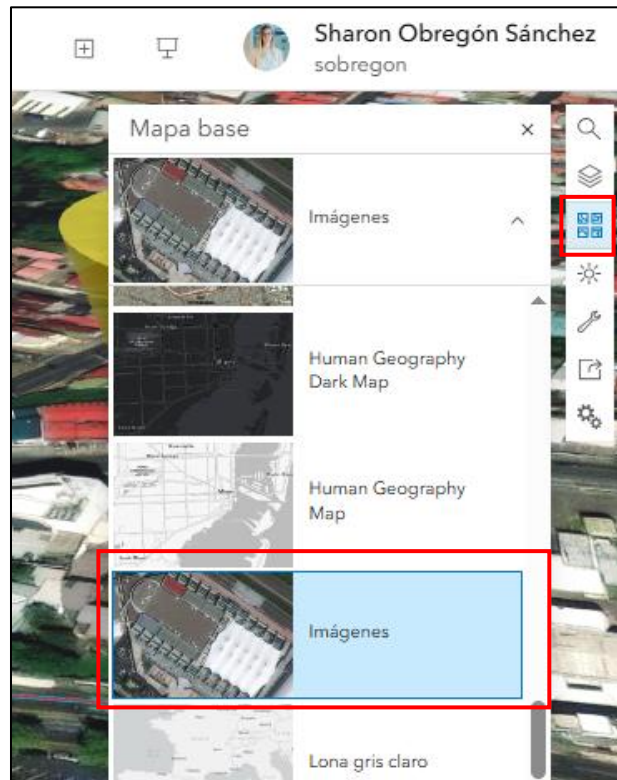 Sharon Obregón Sánchez
sobregon
Mapa base
Imágenes
Human Geography
Dark Map
Human Geography
Map
Imágenes
Lona gris claro